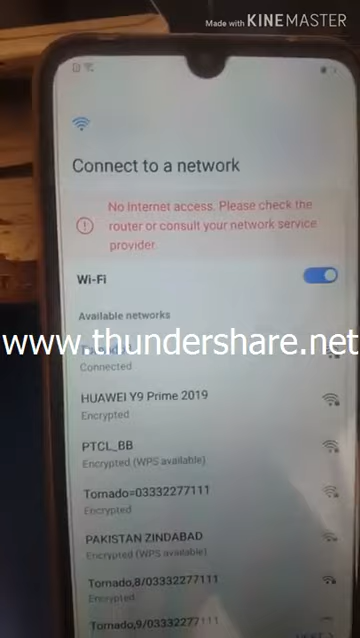 Made with KINEMASTER
Connect to a network
No Internet access. Please check the
router or consult your network service
provider.
Wi-Fi
Available networks
www.thundershare.net
Connected
HUAWEI Y9 Prime 2019
Encrypted
PTCL_BB
Encrypted (WPS available)
Tornado=03332277111
Encrypted
PAKISTAN ZINDABAD
Encrypted (WPS available)
Tornado,8/03332277111
Encrypted
Tornado,9/03332277111